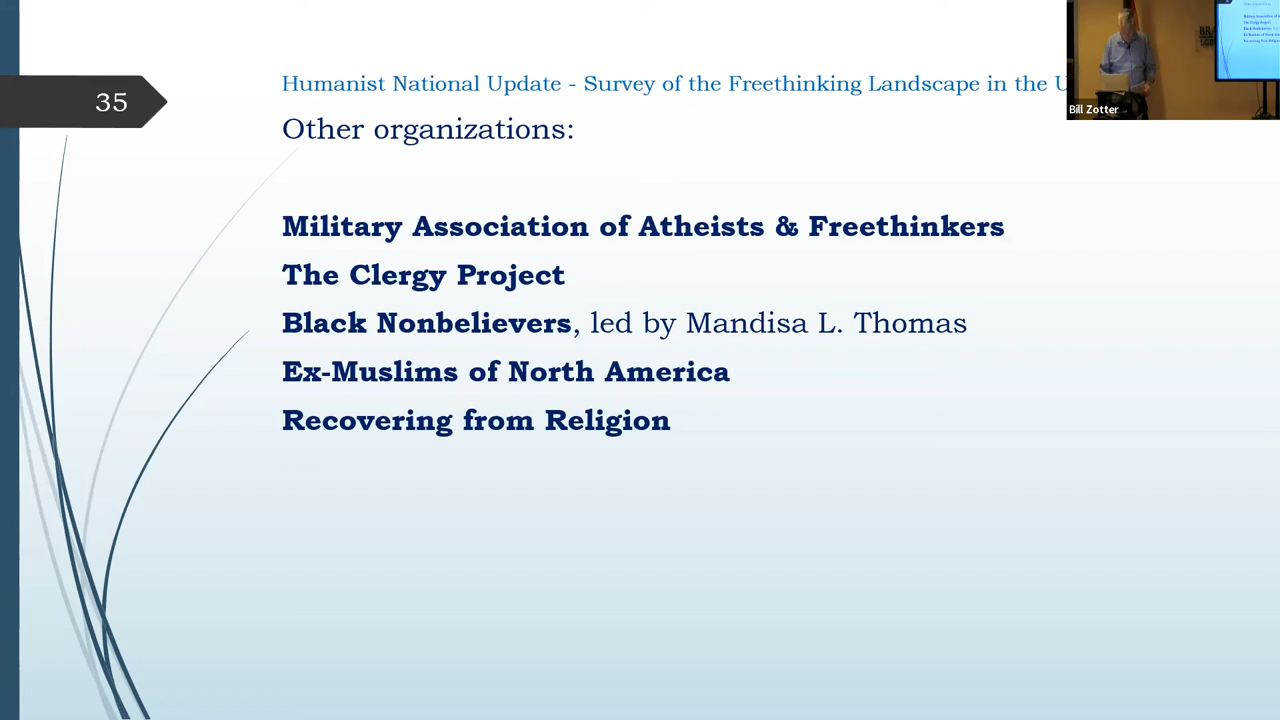 35
Humanist National Update - Survey of the Freethinking Landscape in the U
Other organizations:
Military Association of Atheists & Freethinkers
The Clergy Project
Black Nonbelievers, led by Mandisa L. Thomas
Ex-Muslims of North America
Recovering from Religion
Bill Zotter